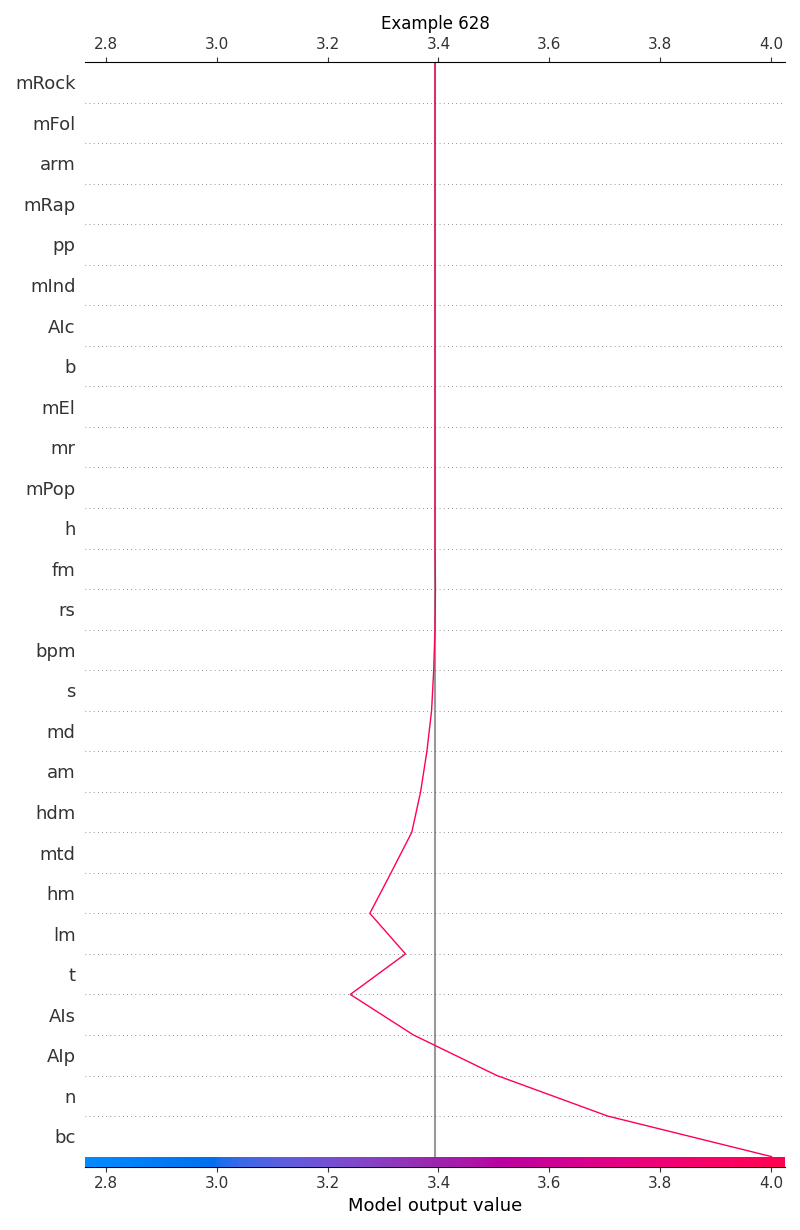 Example 628
2.8 3.0 3.2 3.4 3.6 3.8 4.0
mRock
mFol
arm
mRap
pp
mInd
AIc
b
mEl
mr
mPop
h
fm
rs
bpm
s
md
am
hdm
mtd
hm
lm
t
AIs
AIp
n
bc
2.8 3.0 3.2 3.4 3.6 3.8 4.0
Model output value